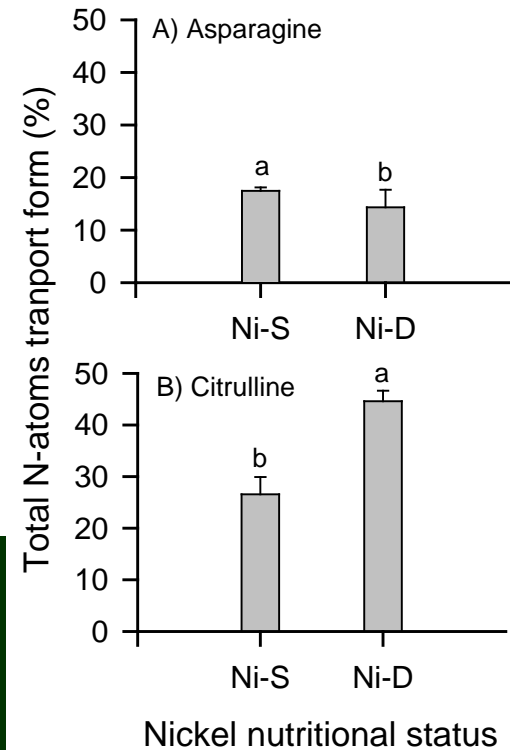 Total N-atoms tranport form (%)
A) Asparagine
50
40
30
20
10
0
a
b
Ni-S Ni-D
B) Citrulline
50
40
30
20
10
0
b
a
Ni-S Ni-D
Nickel nutritional status